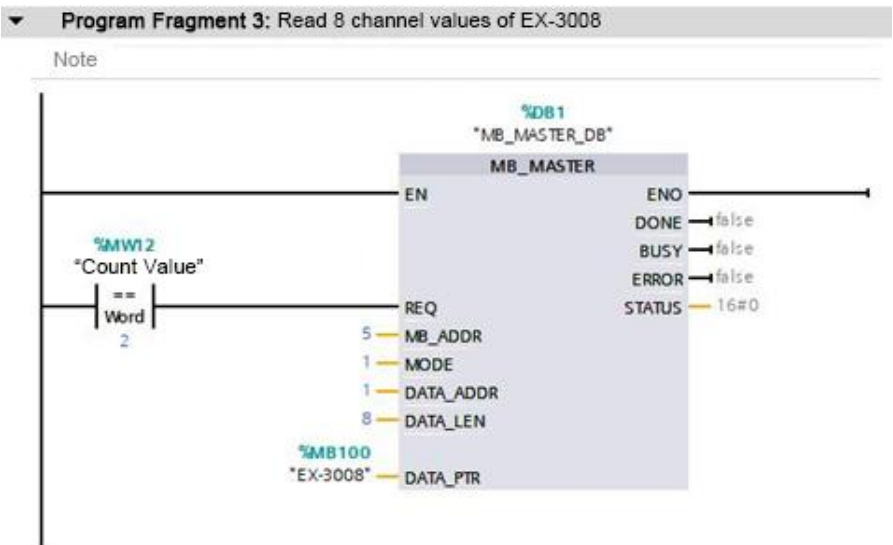 Program Fragment 3: Read 8 channel values of EX-3008
Note
%DB1
"MB_MASTER_DB"
MB_MASTER
EN
ENO
DONE
false
%MW12
"Count Value"
BUSY
false
ERROR
false
==
Word
2
REQ
STATUS
16#0
5
MB_ADDR
1
MODE
1
DATA_ADDR
8
DATA_LEN
%MB100
"EX-3008"
DATA_PTR